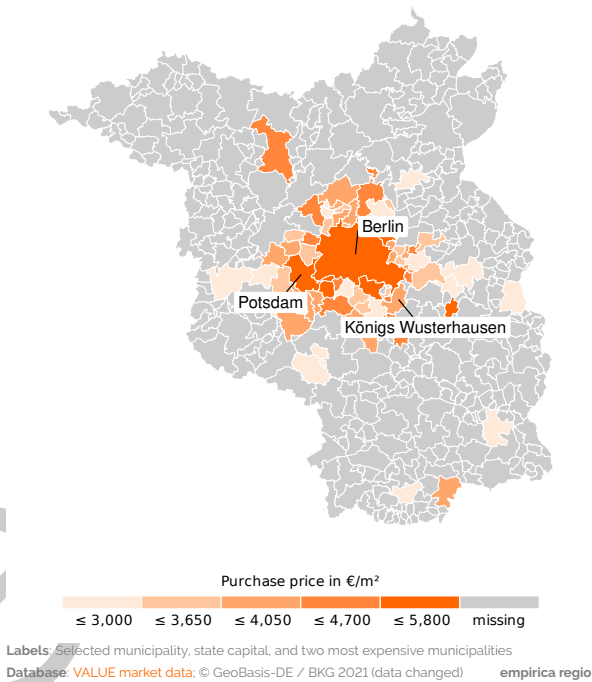 Berlin
Potsdam
Königs Wusterhausen
Purchase price in €/m²
≤ 3,000 ≤ 3,650 ≤ 4,050 ≤ 4,700 ≤ 5,800 missing
Labels: Selected municipality, state capital, and two most expensive municipalities
Database: VALUE market data; © GeoBasis-DE / BKG 2021 (data changed) empirica regio